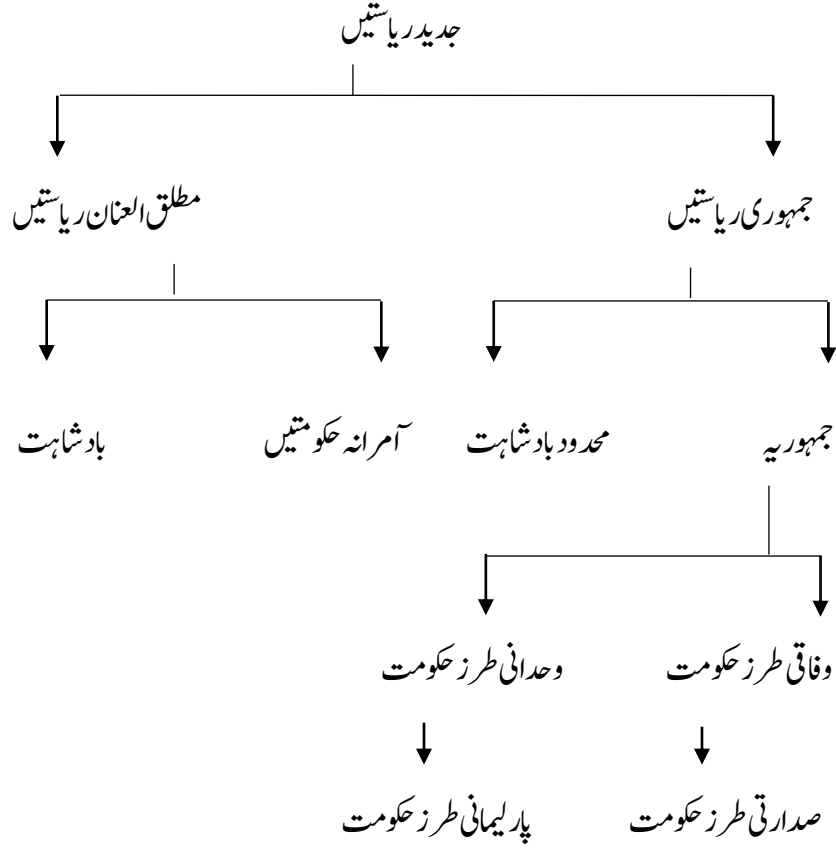 جدید ریاستیں
جمہوری ریاستیں مطلق العنان ریاستیں
جمہوریہ محدود بادشاہت آمرانہ حکومتیں بادشاہت
وفاقی طرز حکومت وحدانی طرز حکومت
صدارتی طرز حکومت پارلیمانی طرز حکومت